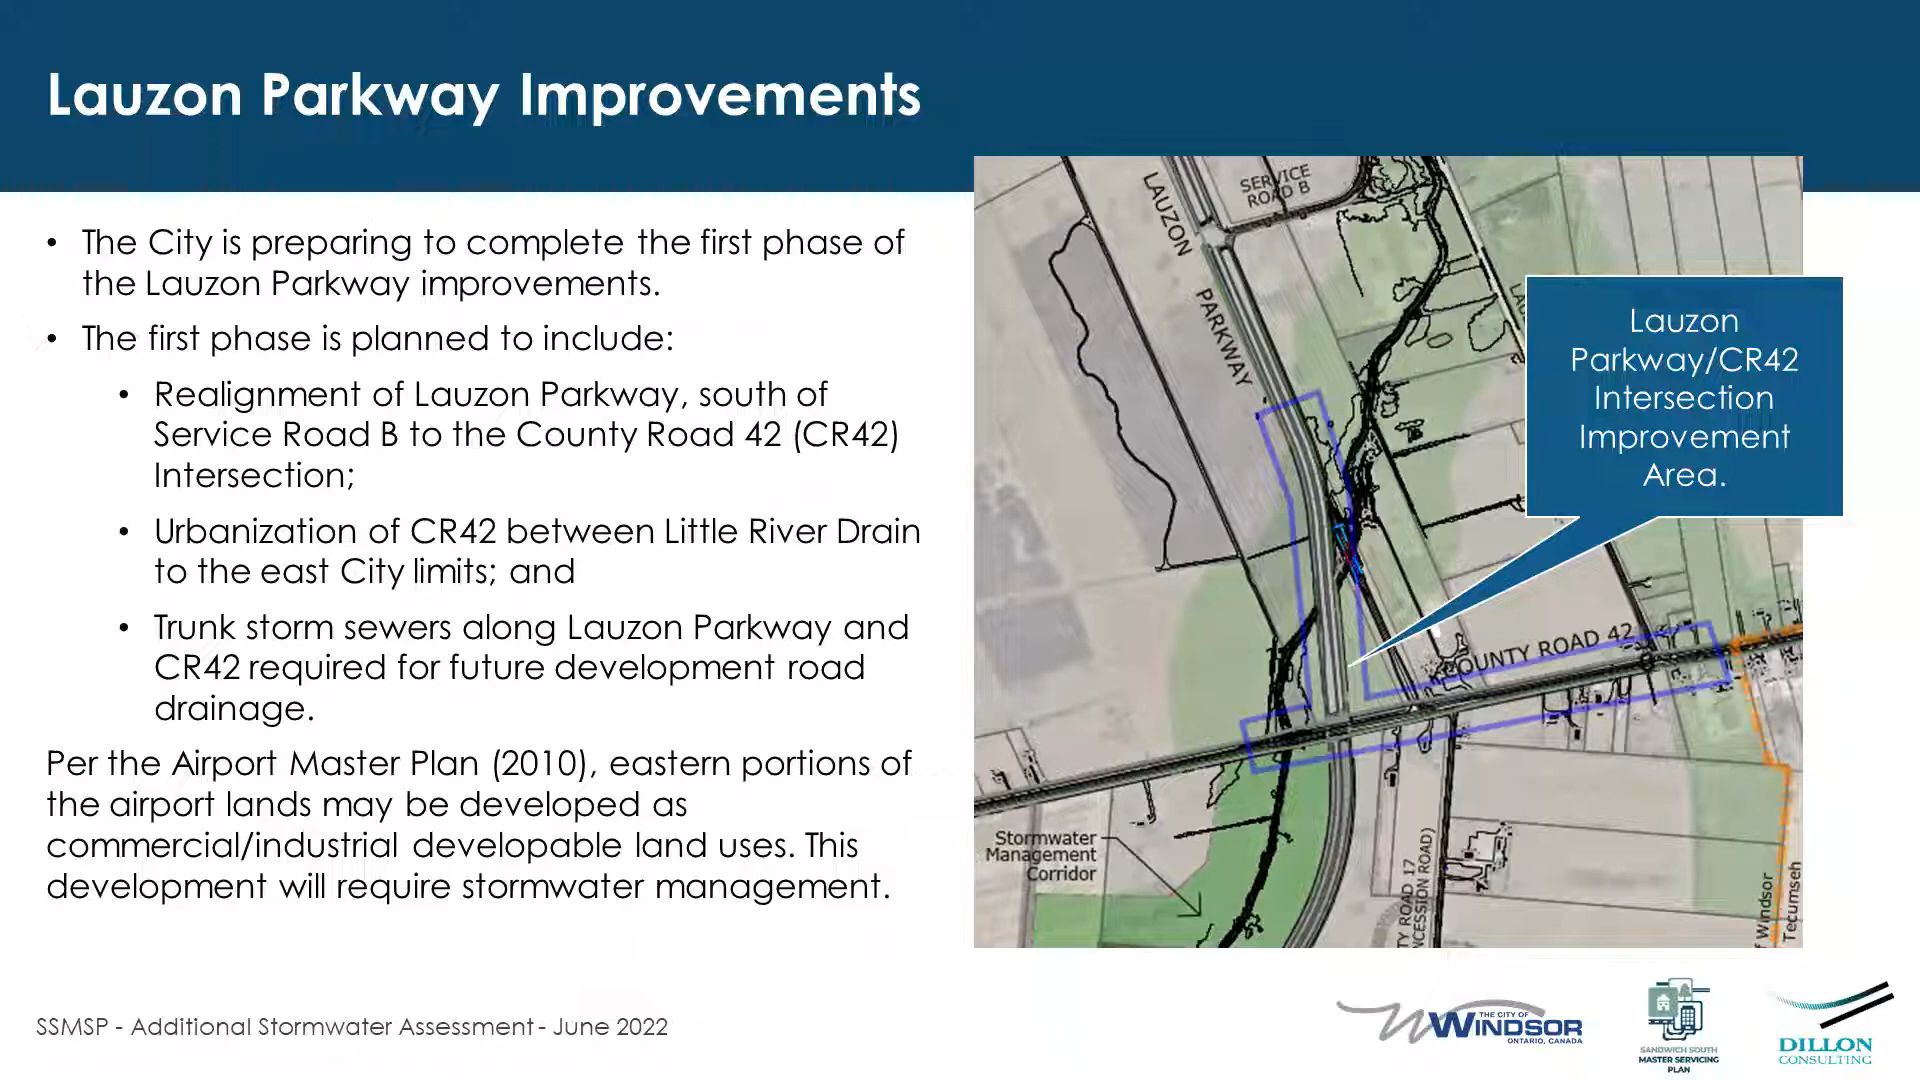 Lauzon Parkway Improvements
• The City is preparing to complete the first phase of
the Lauzon Parkway improvements.
• The first phase is planned to include:
• Realignment of Lauzon Parkway, south of
Service Road B to the County Road 42 (CR42)
Intersection;
• Urbanization of CR42 between Little River Drain
to the east City limits; and
• Trunk storm sewers along Lauzon Parkway and
CR42 required for future development road
drainage.
Per the Airport Master Plan (2010), eastern portions of
the airport lands may be developed as
commercial/industrial developable land uses. This
development will require stormwater management.
LAUZON
PARKWAY
SERVICE
ROAD B
Lauzon
Parkway/CR42
Intersection
Improvement
Area.
COUNTY ROAD 42
Stormwater
Management
Corridor
TY ROAD 17
NCESSION ROAD)
f Windsor
Tecumseh
SSMSP - Additional Stormwater Assessment - June 2022
THE CITY OF
WINDSOR
ONTARIO, CANADA
SANDWICH SOUTH
MASTER SERVICING
PLAN
DILLON
CONSULTING